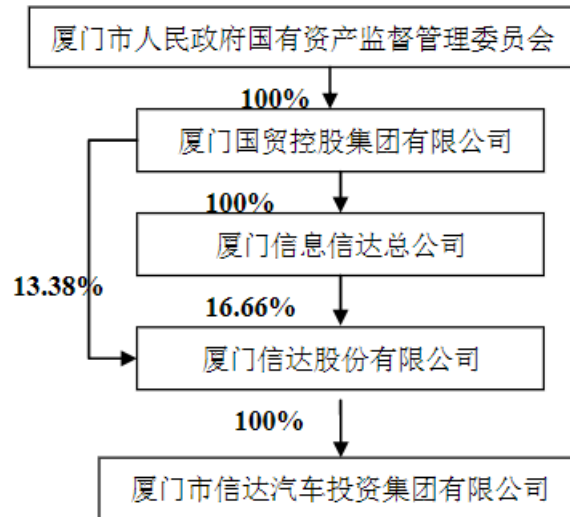 厦门市人民政府国有资产监督管理委员会
100%
厦门国贸控股集团有限公司
100%
厦门信息信达总公司
13.38%
16.66%
厦门信达股份有限公司
100%
厦门市信达汽车投资集团有限公司